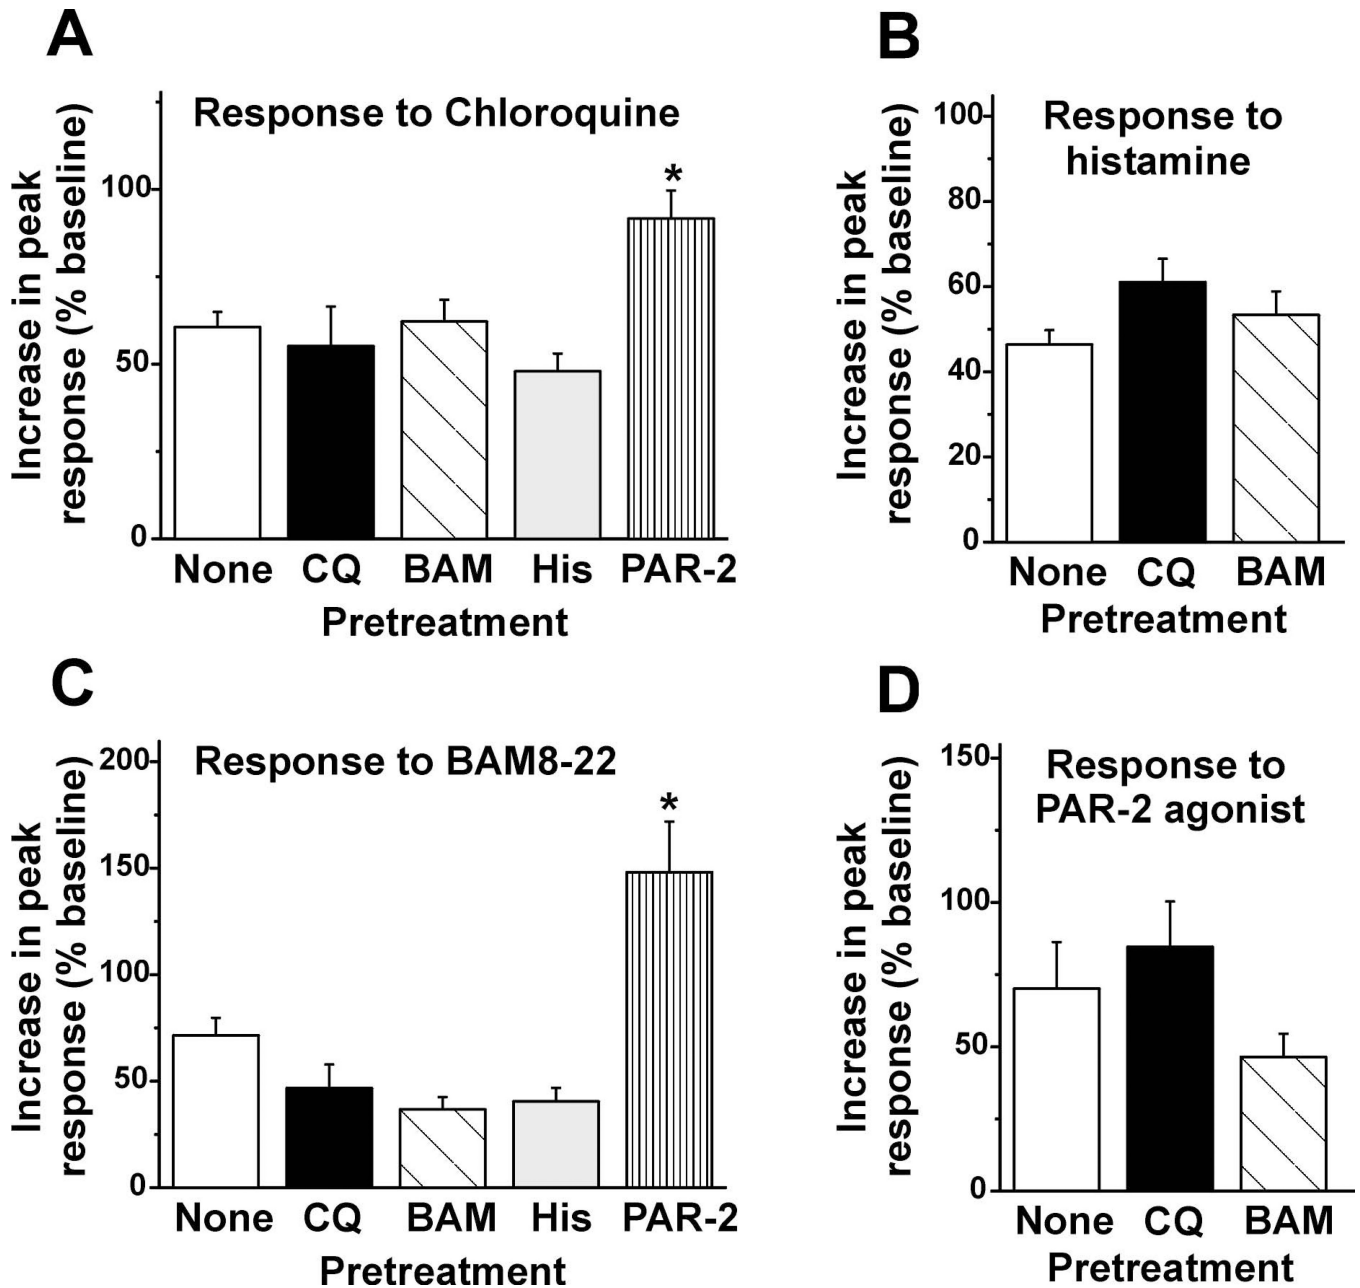 A
Response to Chloroquine
Increase in peak
response (% baseline)
100
50
0
*
None CQ BAM His PAR-2
Pretreatment
B
Response to
histamine
Increase in peak
response (% baseline)
100
80
60
40
20
0
None CQ BAM
Pretreatment
C
Response to BAM8-22
Increase in peak
response (% baseline)
200
150
100
50
0
*
None CQ BAM His PAR-2
Pretreatment
D
Response to
PAR-2 agonist
Increase in peak
response (% baseline)
150
100
50
0
None CQ BAM
Pretreatment